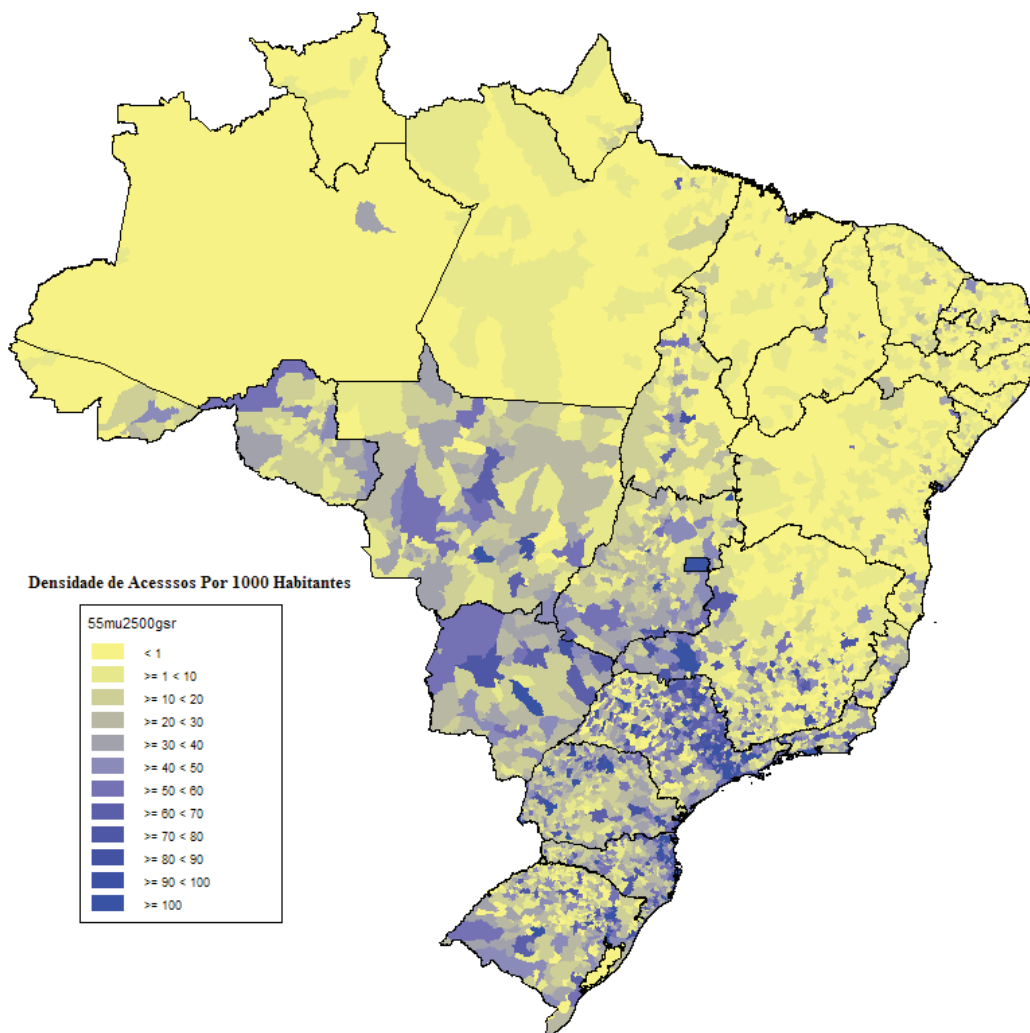 Densidade de Acesssos Por 1000 Habitantes
55mu2500gsr
< 1
>= 1 < 10
>= 10 < 20
>= 20 < 30
>= 30 < 40
>= 40 < 50
>= 50 < 60
>= 60 < 70
>= 70 < 80
>= 80 < 90
>= 90 < 100
>= 100